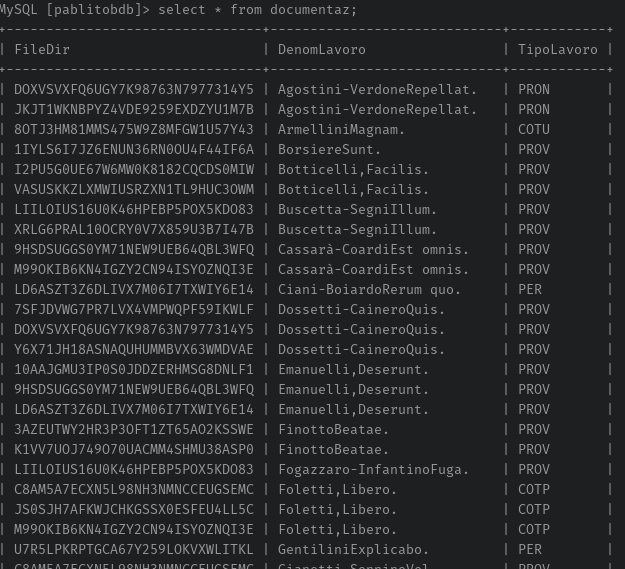 MySQL [pablitobdb]> select * from documentaz;
+--------------------------------+-----------------------------+------------+
| FileDir | DenomLavoro | TipoLavoro |
+--------------------------------+-----------------------------+------------+
| DOXVSVXFQ6UGY7K98763N7977314Y5 | Agostini-VerdoneRepellat. | PRON |
| JKJT1WKNBPYZ4VDE9259EXDZYU1M7B | Agostini-VerdoneRepellat. | PRON |
| 8OTJ3HM81MMS475W9Z8MFGW1U57Y43 | ArmelliniMagnam. | COTU |
| 1IYLS6I7JZ6ENUN36RN0OU4F44IF6A | BorsiereSunt. | PROV |
| I2PU5G0UE67W6MW0K8182CQCDS0MIW | Botticelli,Facilis. | PROV |
| VASUSKKZLXMWIUSRZXN1TL9HUC3OWM | Botticelli,Facilis. | PROV |
| LIILOIUS16U0K46HPEBP5POX5KDO83 | Buscetta-SegniIllum. | PROV |
| XRLG6PRAL10OCRY0V7X859U3B7I47B | Buscetta-SegniIllum. | PROV |
| 9HSDSUGGS0YM71NEW9UEB64QBL3WFQ | Cassarà-CoardiEst omnis. | PROV |
| M99OKIB6KN4IGZY2CN94ISYOZNQI3E | Cassarà-CoardiEst omnis. | PROV |
| LD6ASZT3Z6DLIVX7M06I7TXWIY6E14 | Ciani-BoiardoRerum quo. | PER |
| 7SFJDVWG7PR7LVX4VMPWQPF59IKWLF | Dossetti-CaineroQuis. | PROV |
| DOXVSVXFQ6UGY7K98763N7977314Y5 | Dossetti-CaineroQuis. | PROV |
| Y6X71JH18ASNAQUHUMMBVX63WMDVAE | Dossetti-CaineroQuis. | PROV |
| 10AAJGMU3IP0S0JDDZERHMSG8DNLF1 | Emanuelli,Deserunt. | PROV |
| 9HSDSUGGS0YM71NEW9UEB64QBL3WFQ | Emanuelli,Deserunt. | PROV |
| LD6ASZT3Z6DLIVX7M06I7TXWIY6E14 | Emanuelli,Deserunt. | PROV |
| 3AZEUTWY2HR3P3OFT1ZT65AO2KSSWE | FinottoBeatae. | PROV |
| K1VV7UOJ749O70UACMM4SHMU38ASP0 | FinottoBeatae. | PROV |
| LIILOIUS16U0K46HPEBP5POX5KDO83 | Fogazzaro-InfantinoFuga. | PROV |
| C8AM5A7ECXN5L98NH3NMNCCEUGSEMC | Foletti,Libero. | COTP |
| JS0SJH7AFKWJCHKGSSX0ESFEU4LL5C | Foletti,Libero. | COTP |
| M99OKIB6KN4IGZY2CN94ISYOZNQI3E | Foletti,Libero. | COTP |
| U7R5LPKRPTGCA67Y259LOKVXWLITKL | GentiliniExplicabo. | PER |